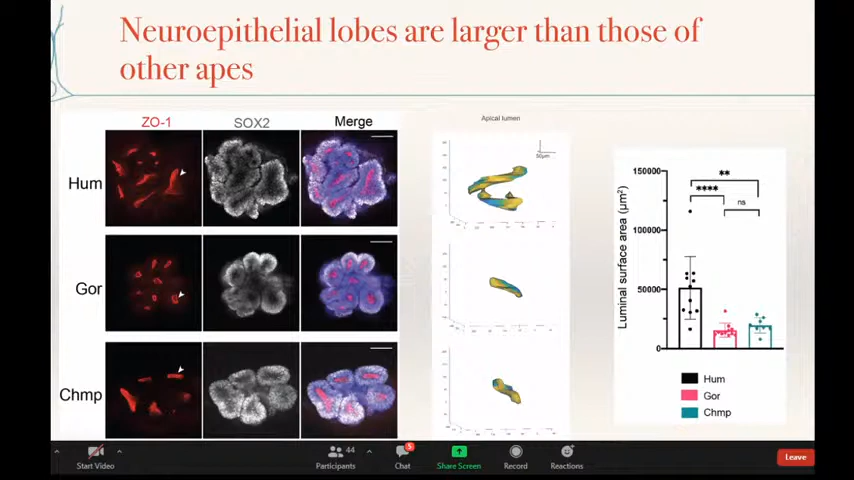 Neuroepithelial lobes are larger than those of
other apes
ZO-1
SOX2
Merge
Hum
Gor
Chmp
Apical lumen
50μm
Luminal surface area (μm²)
150000
100000
50000
0
**
****
ns
Hum
Gor
Chmp
Start Video
Participants
44
Chat
5
Share Screen
Record
Reactions
Leave